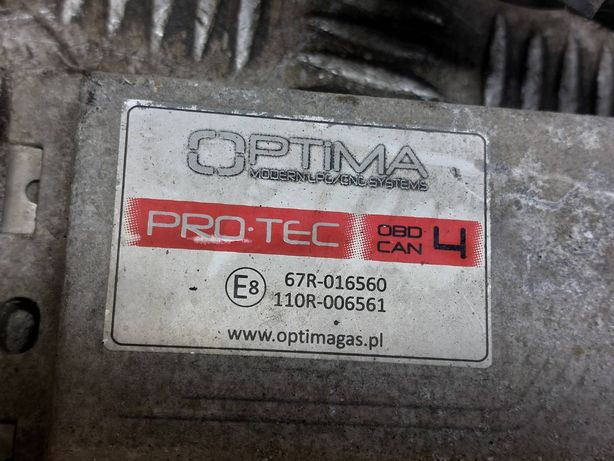 OPTIMA
MODERN LPG/CNG SYSTEMS
PRO·TEC
OBD
CAN
4
E8
67R-016560
110R-006561
www.optimagas.pl